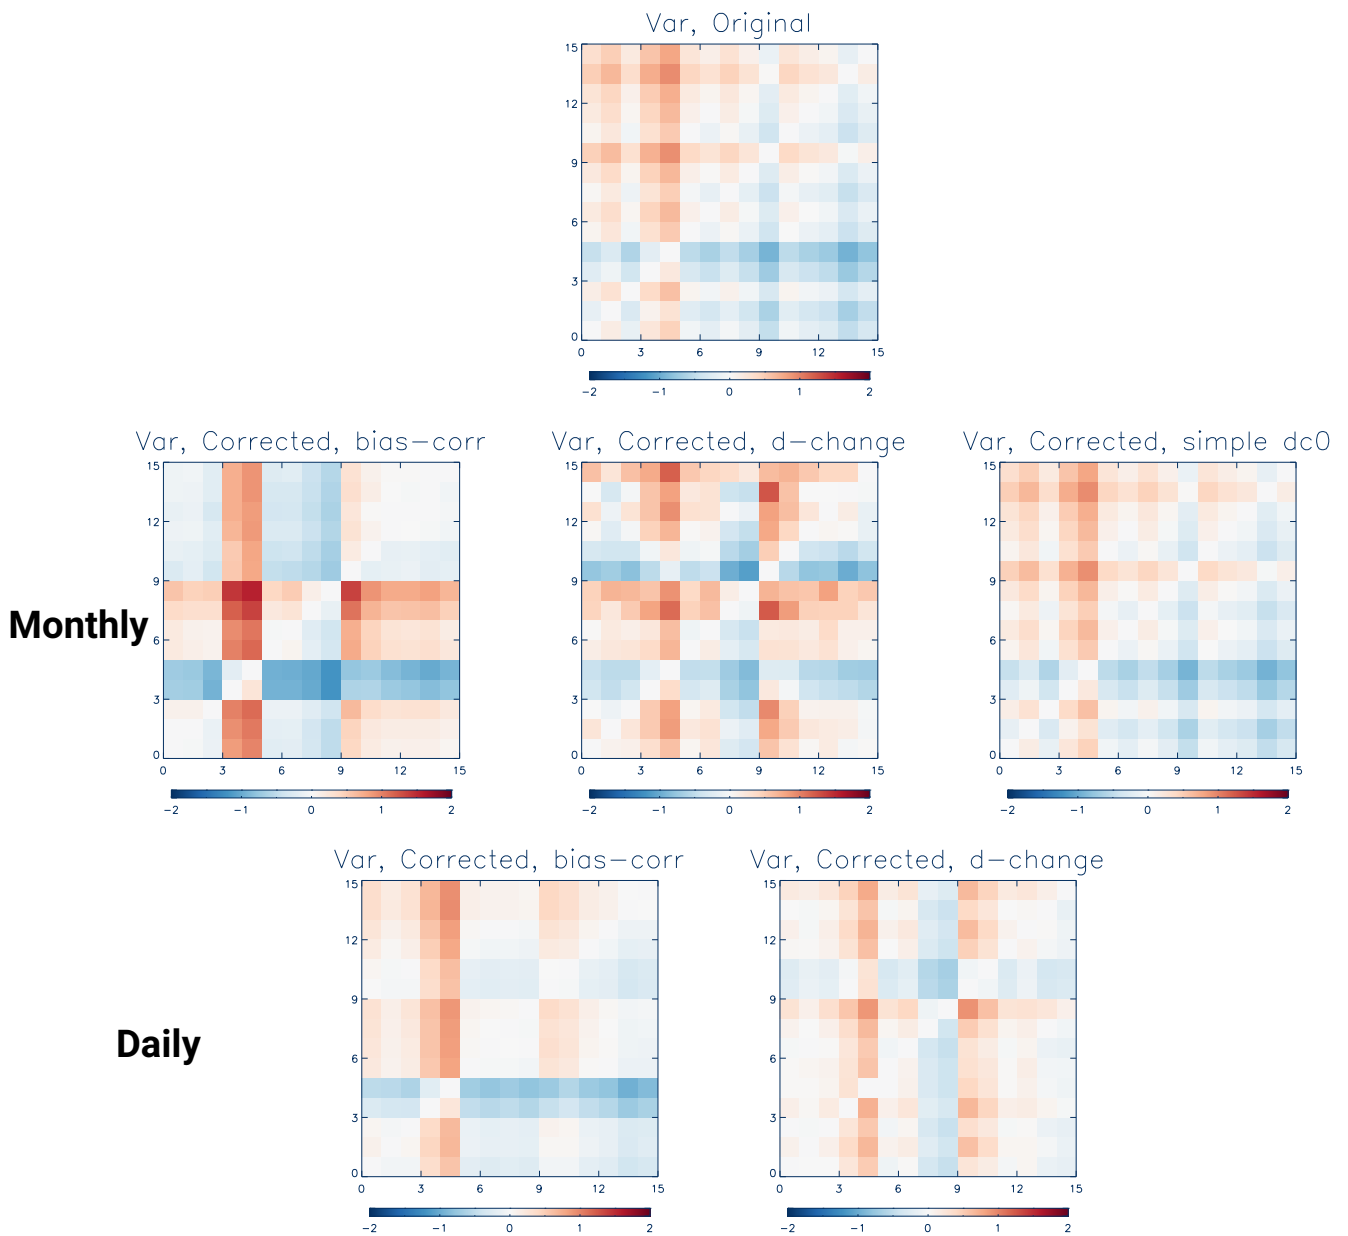 Var, Original
15
12
9
6
3
0
0 3 6 9 12 15
−2 −1 0 1 2
Var, Corrected, bias−corr
15
12
9
6
3
0
0 3 6 9 12 15
−2 −1 0 1 2
Var, Corrected, d−change
15
12
9
6
3
0
0 3 6 9 12 15
−2 −1 0 1 2
Var, Corrected, simple dc0
15
12
9
6
3
0
0 3 6 9 12 15
−2 −1 0 1 2
Monthly
Var, Corrected, bias−corr
15
12
9
6
3
0
0 3 6 9 12 15
−2 −1 0 1 2
Var, Corrected, d−change
15
12
9
6
3
0
0 3 6 9 12 15
−2 −1 0 1 2
Daily